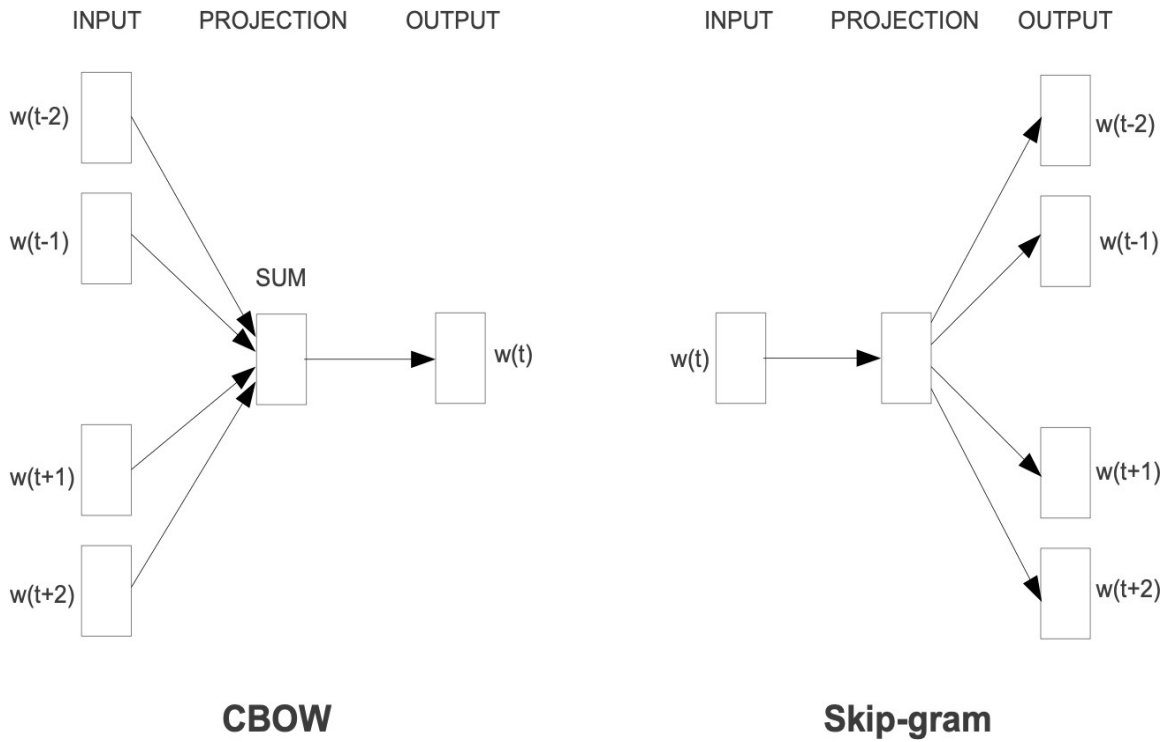 INPUT PROJECTION OUTPUT
w(t-2)
w(t-1)
SUM
w(t)
w(t+1)
w(t+2)
CBOW
INPUT PROJECTION OUTPUT
w(t-2)
w(t-1)
w(t)
w(t+1)
w(t+2)
Skip-gram